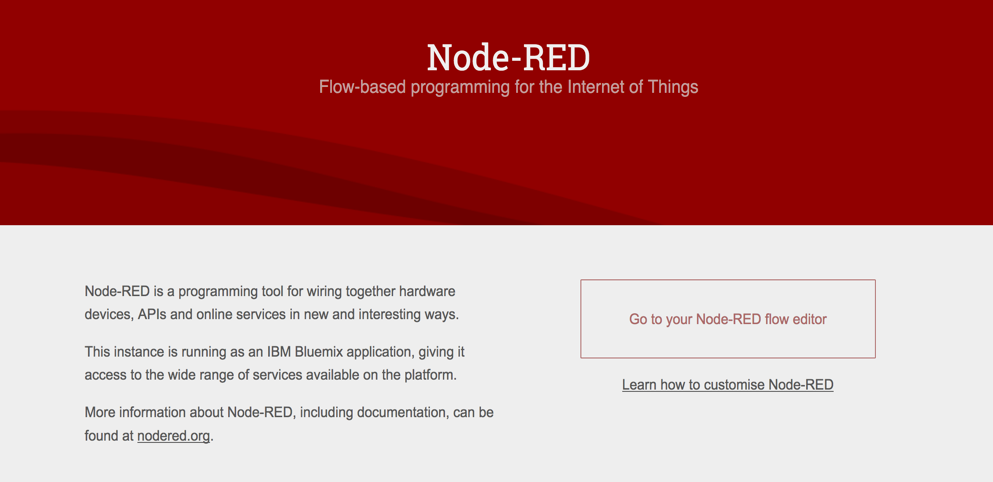 Node-RED
Flow-based programming for the Internet of Things
Node-RED is a programming tool for wiring together hardware
devices, APIs and online services in new and interesting ways.
This instance is running as an IBM Bluemix application, giving it
access to the wide range of services available on the platform.
More information about Node-RED, including documentation, can be
found at nodered.org.
Go to your Node-RED flow editor
Learn how to customise Node-RED